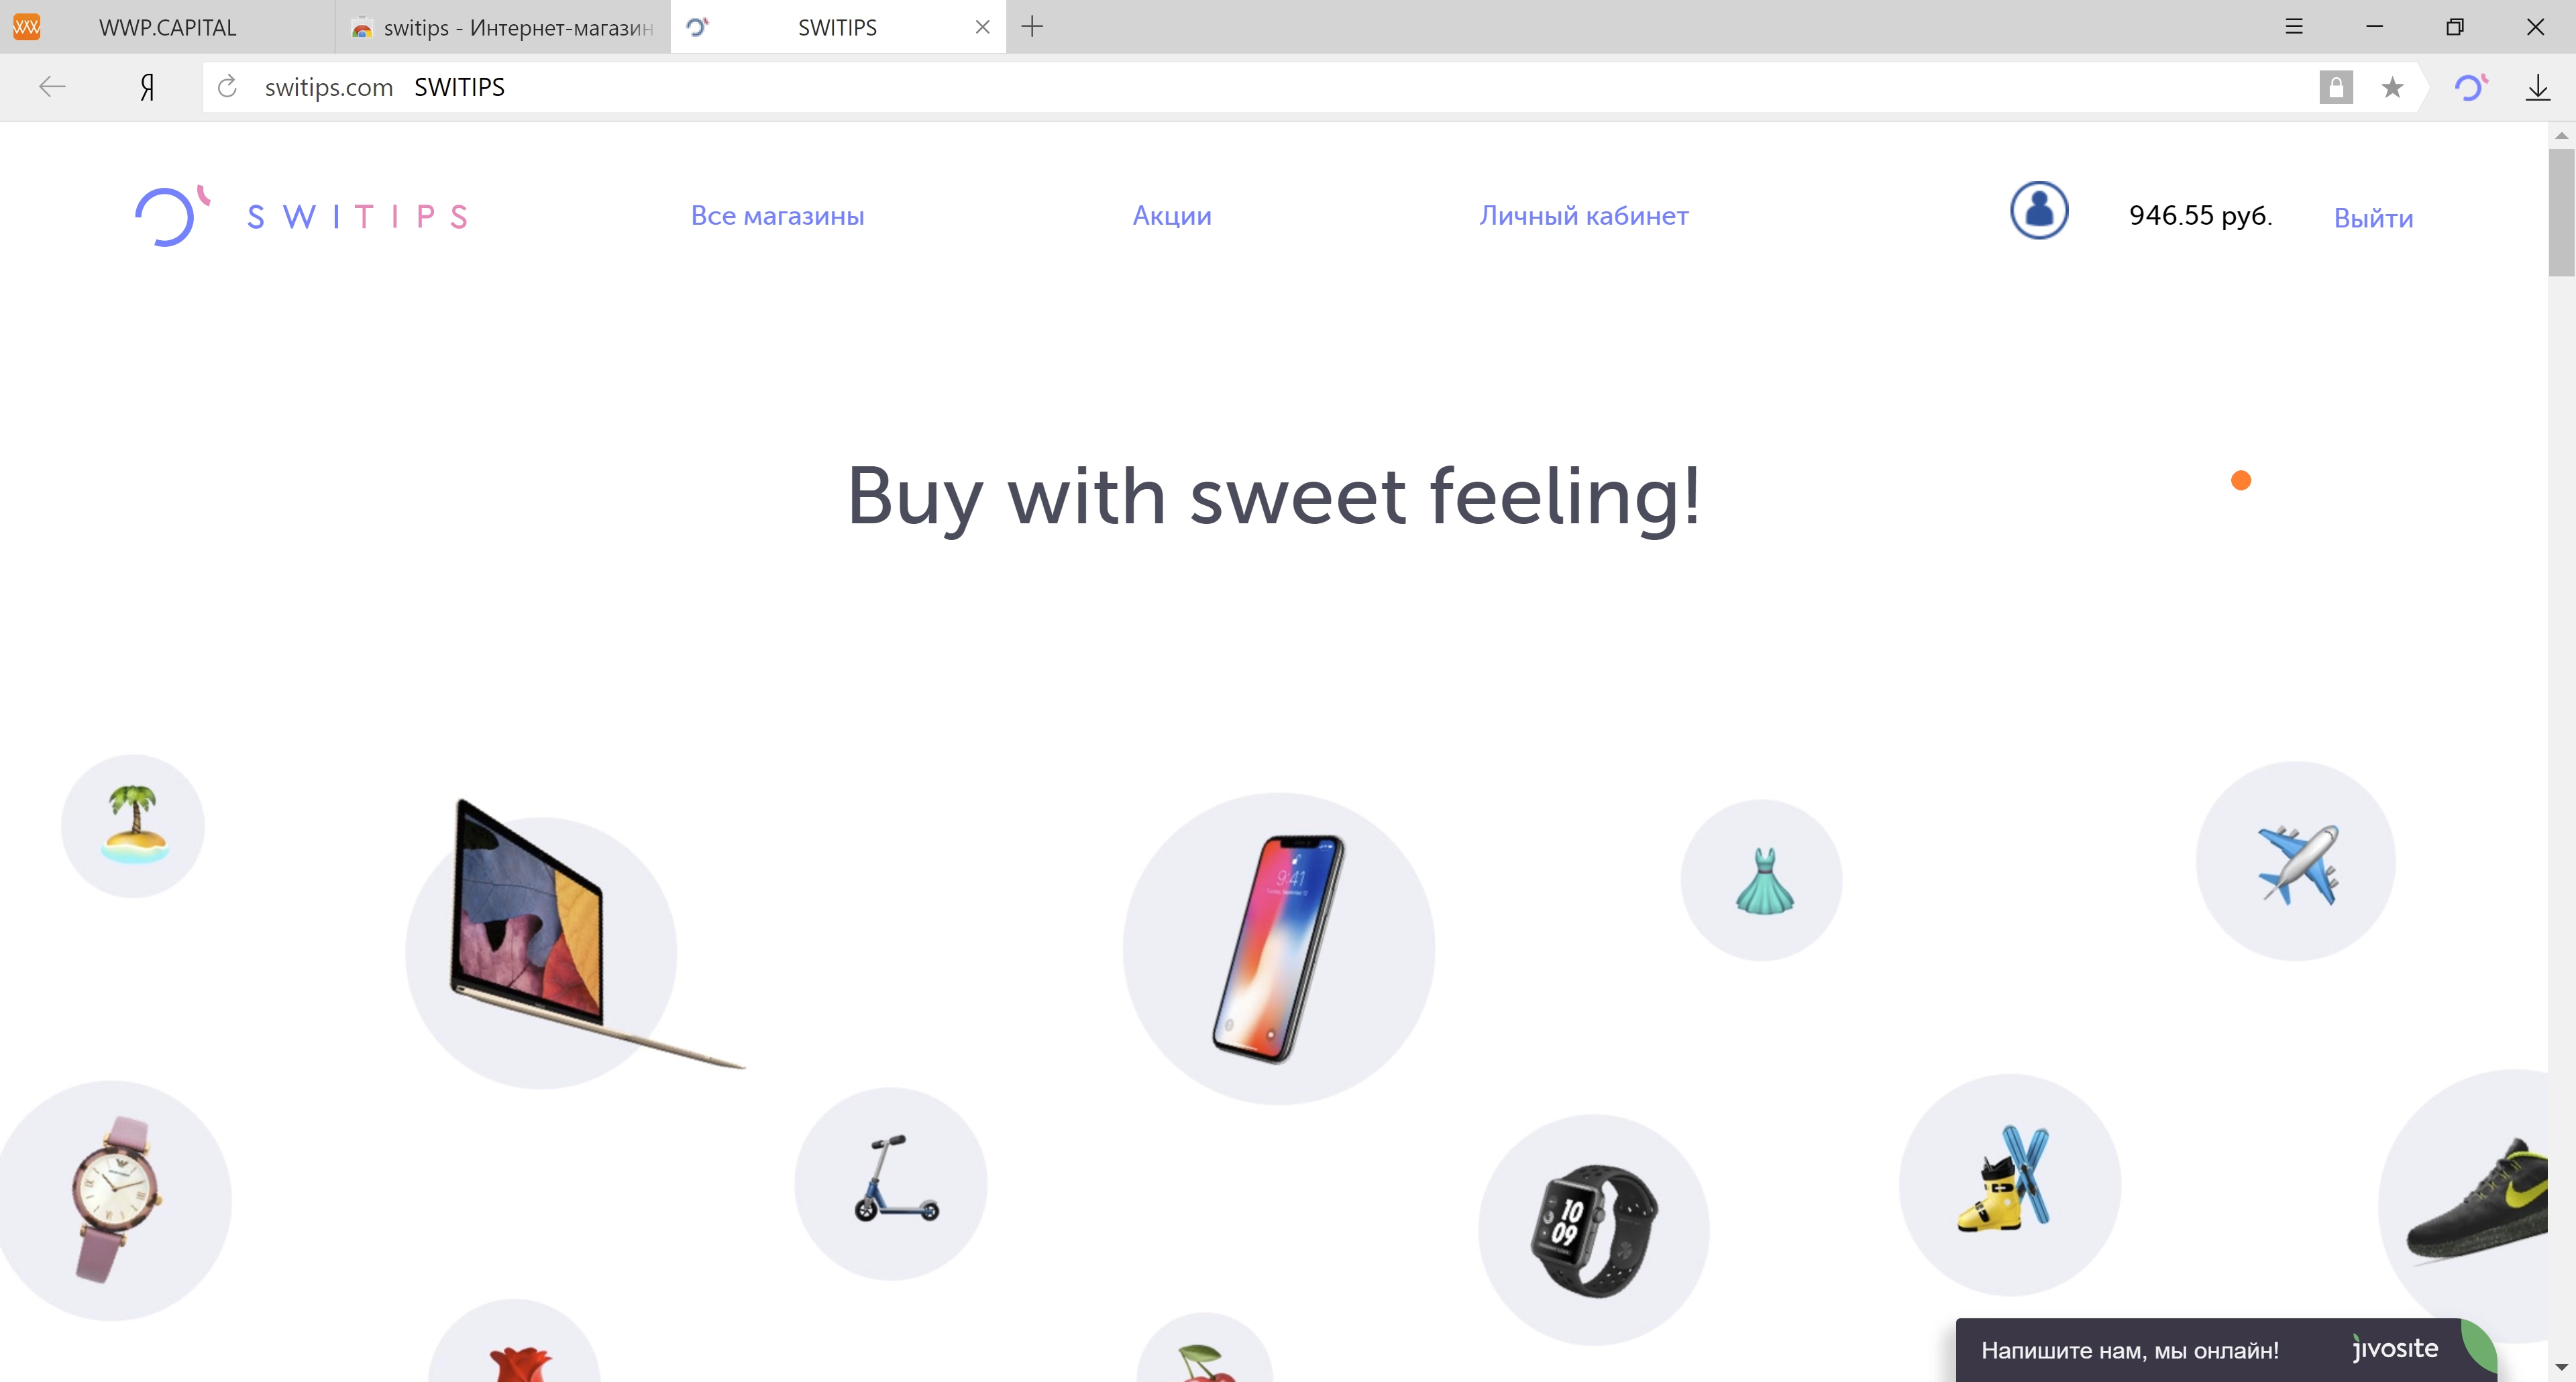 WWP.CAPITAL
switips - Интернет-магазин
SWITIPS
Я
switips.com SWITIPS
SWITIPS
Все магазины
Акции
Личный кабинет
946.55 руб.
Выйти
Buy with sweet feeling!
9:41
10
09
Напишите нам, мы онлайн!
jivosite